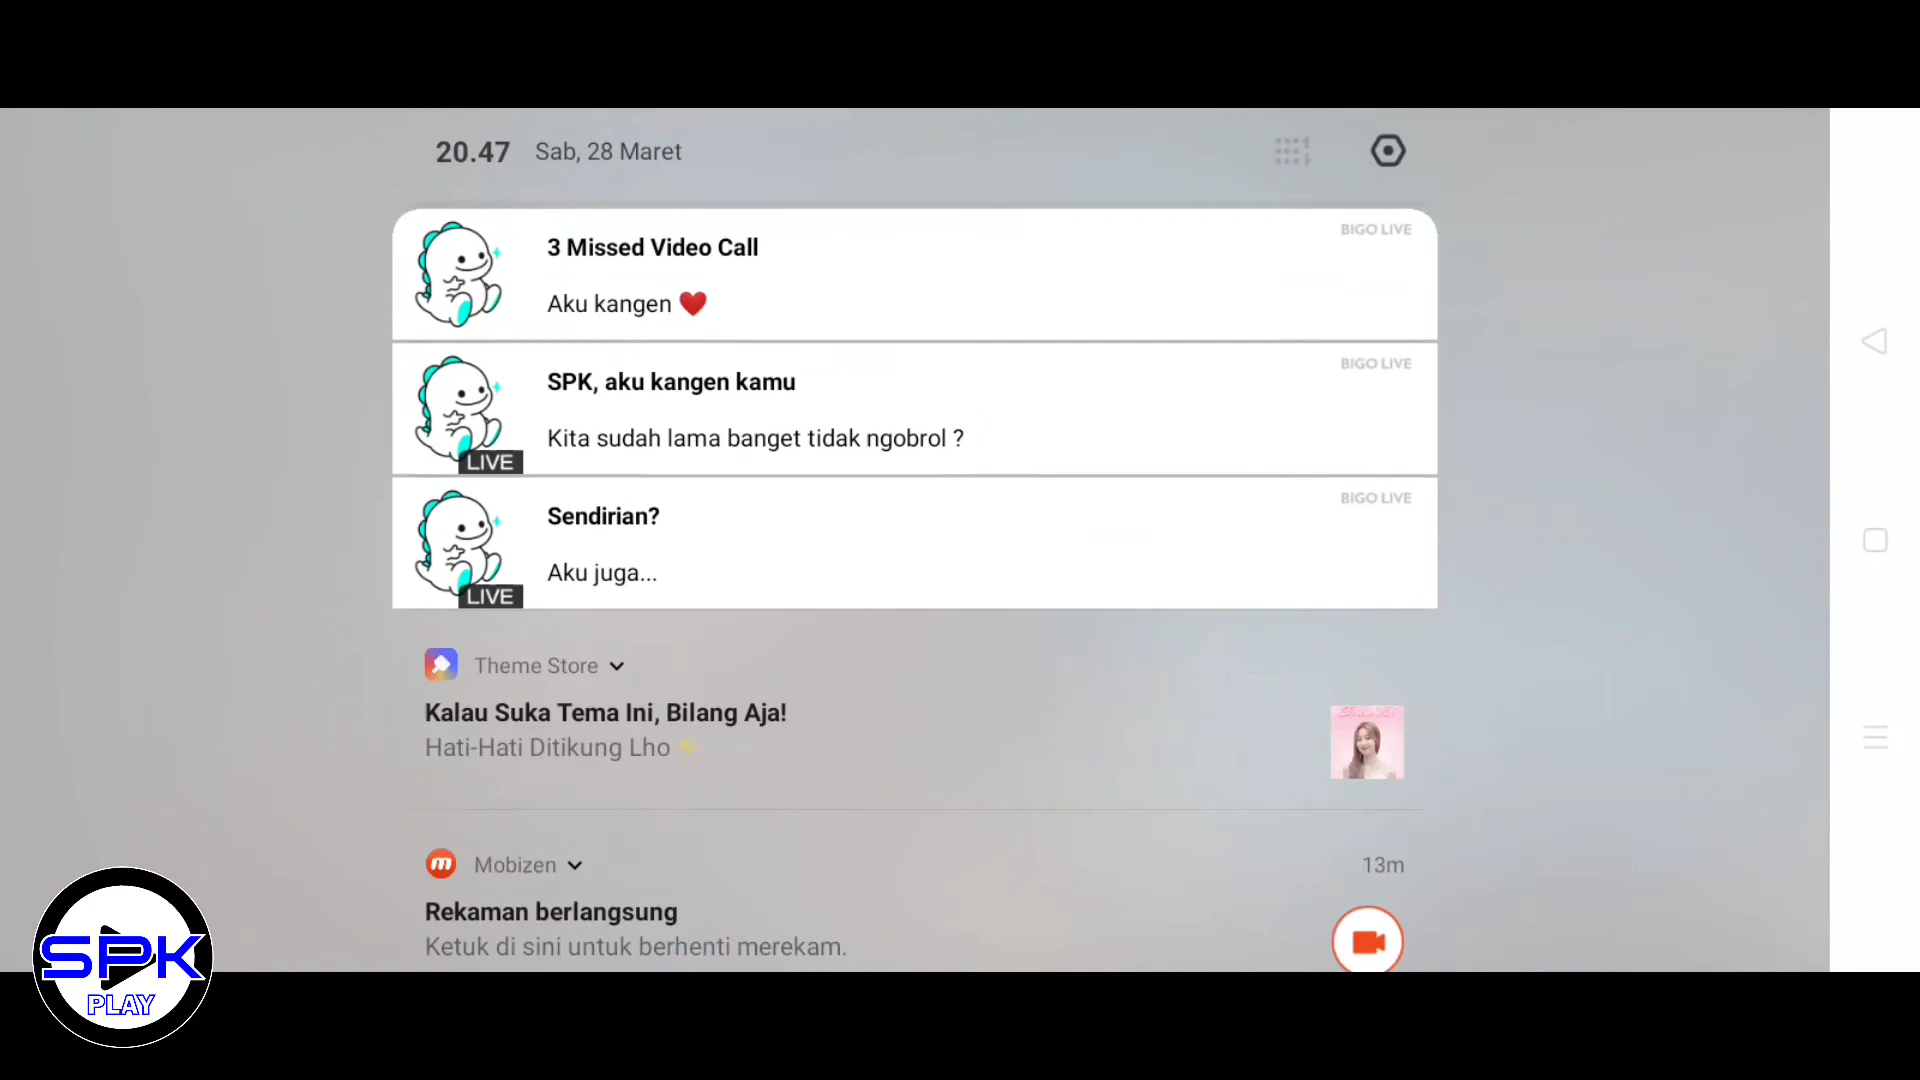 20.47 Sab, 28 Maret
BIGO LIVE
3 Missed Video Call
Aku kangen ❤️
BIGO LIVE
SPK, aku kangen kamu
Kita sudah lama banget tidak ngobrol ?
LIVE
BIGO LIVE
Sendirian?
Aku juga...
LIVE
Theme Store
Kalau Suka Tema Ini, Bilang Aja!
Hati-Hati Ditikung Lho ⚡
Mobizen 13m
Rekaman berlangsung
Ketuk di sini untuk berhenti merekam.
SPK
PLAY